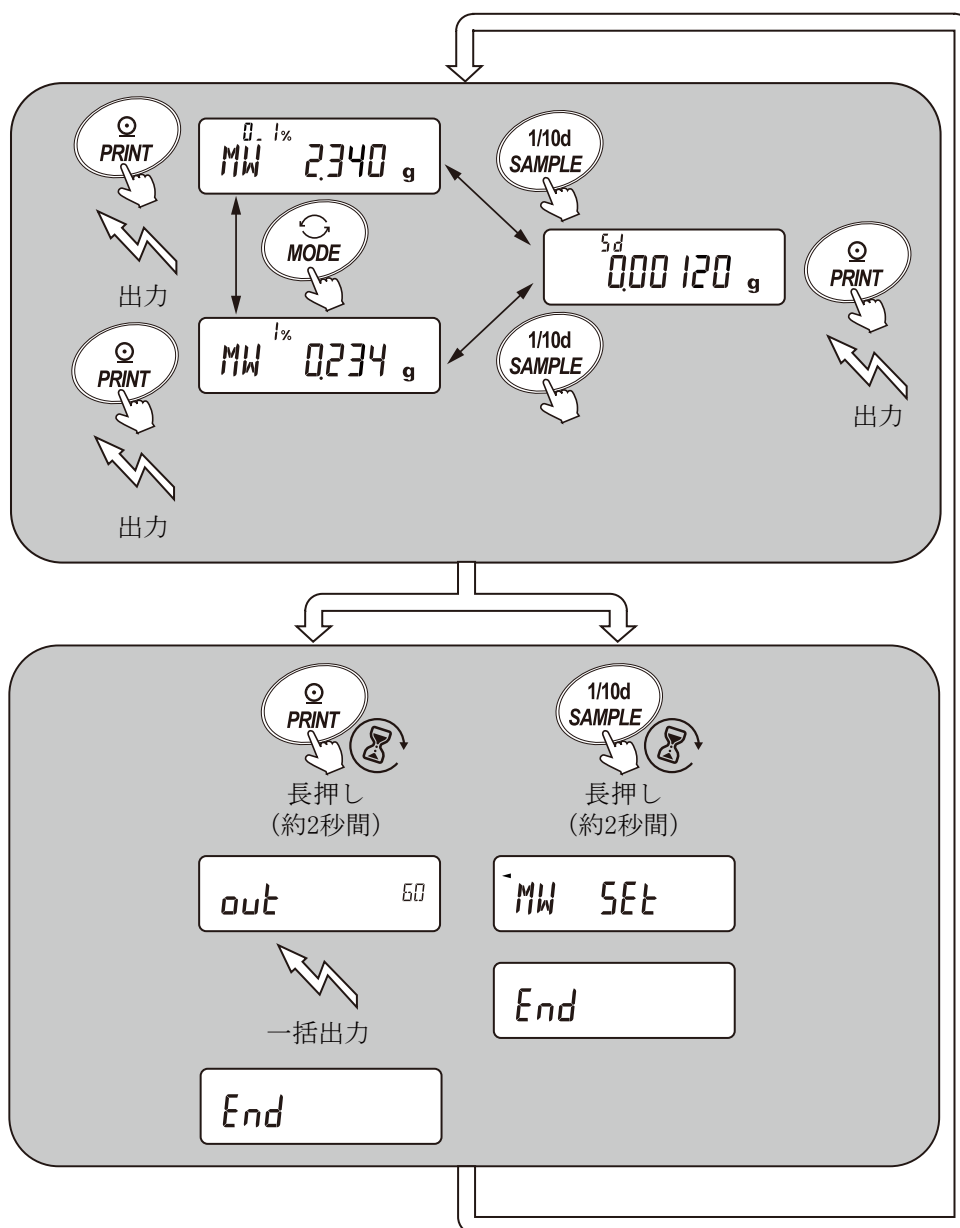 PRINT
0.1%
MW 2.340 g
1/10d
SAMPLE
MODE
出力
Sd
0.00120 g
PRINT
出力
PRINT
1%
MW 0.234 g
1/10d
SAMPLE
出力
PRINT
長押し
(約2秒間)
1/10d
SAMPLE
長押し
(約2秒間)
out 60
一括出力
End
MW SEt
End